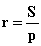 r = S/p